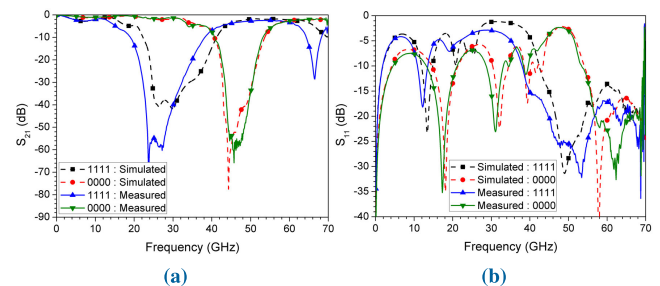 0
-10
-20
-30
-40
-50
-60
-70
-80
-90
S21 (dB)
1111 : Simulated
0000 : Simulated
1111 : Measured
0000 : Measured
0 10 20 30 40 50 60 70
Frequency (GHz)
(a)
0
-5
-10
-15
-20
-25
-30
-35
-40
S11 (dB)
Simulated : 1111
Simulated : 0000
Measured : 1111
Measured : 0000
0 10 20 30 40 50 60 70
Frequency (GHz)
(b)